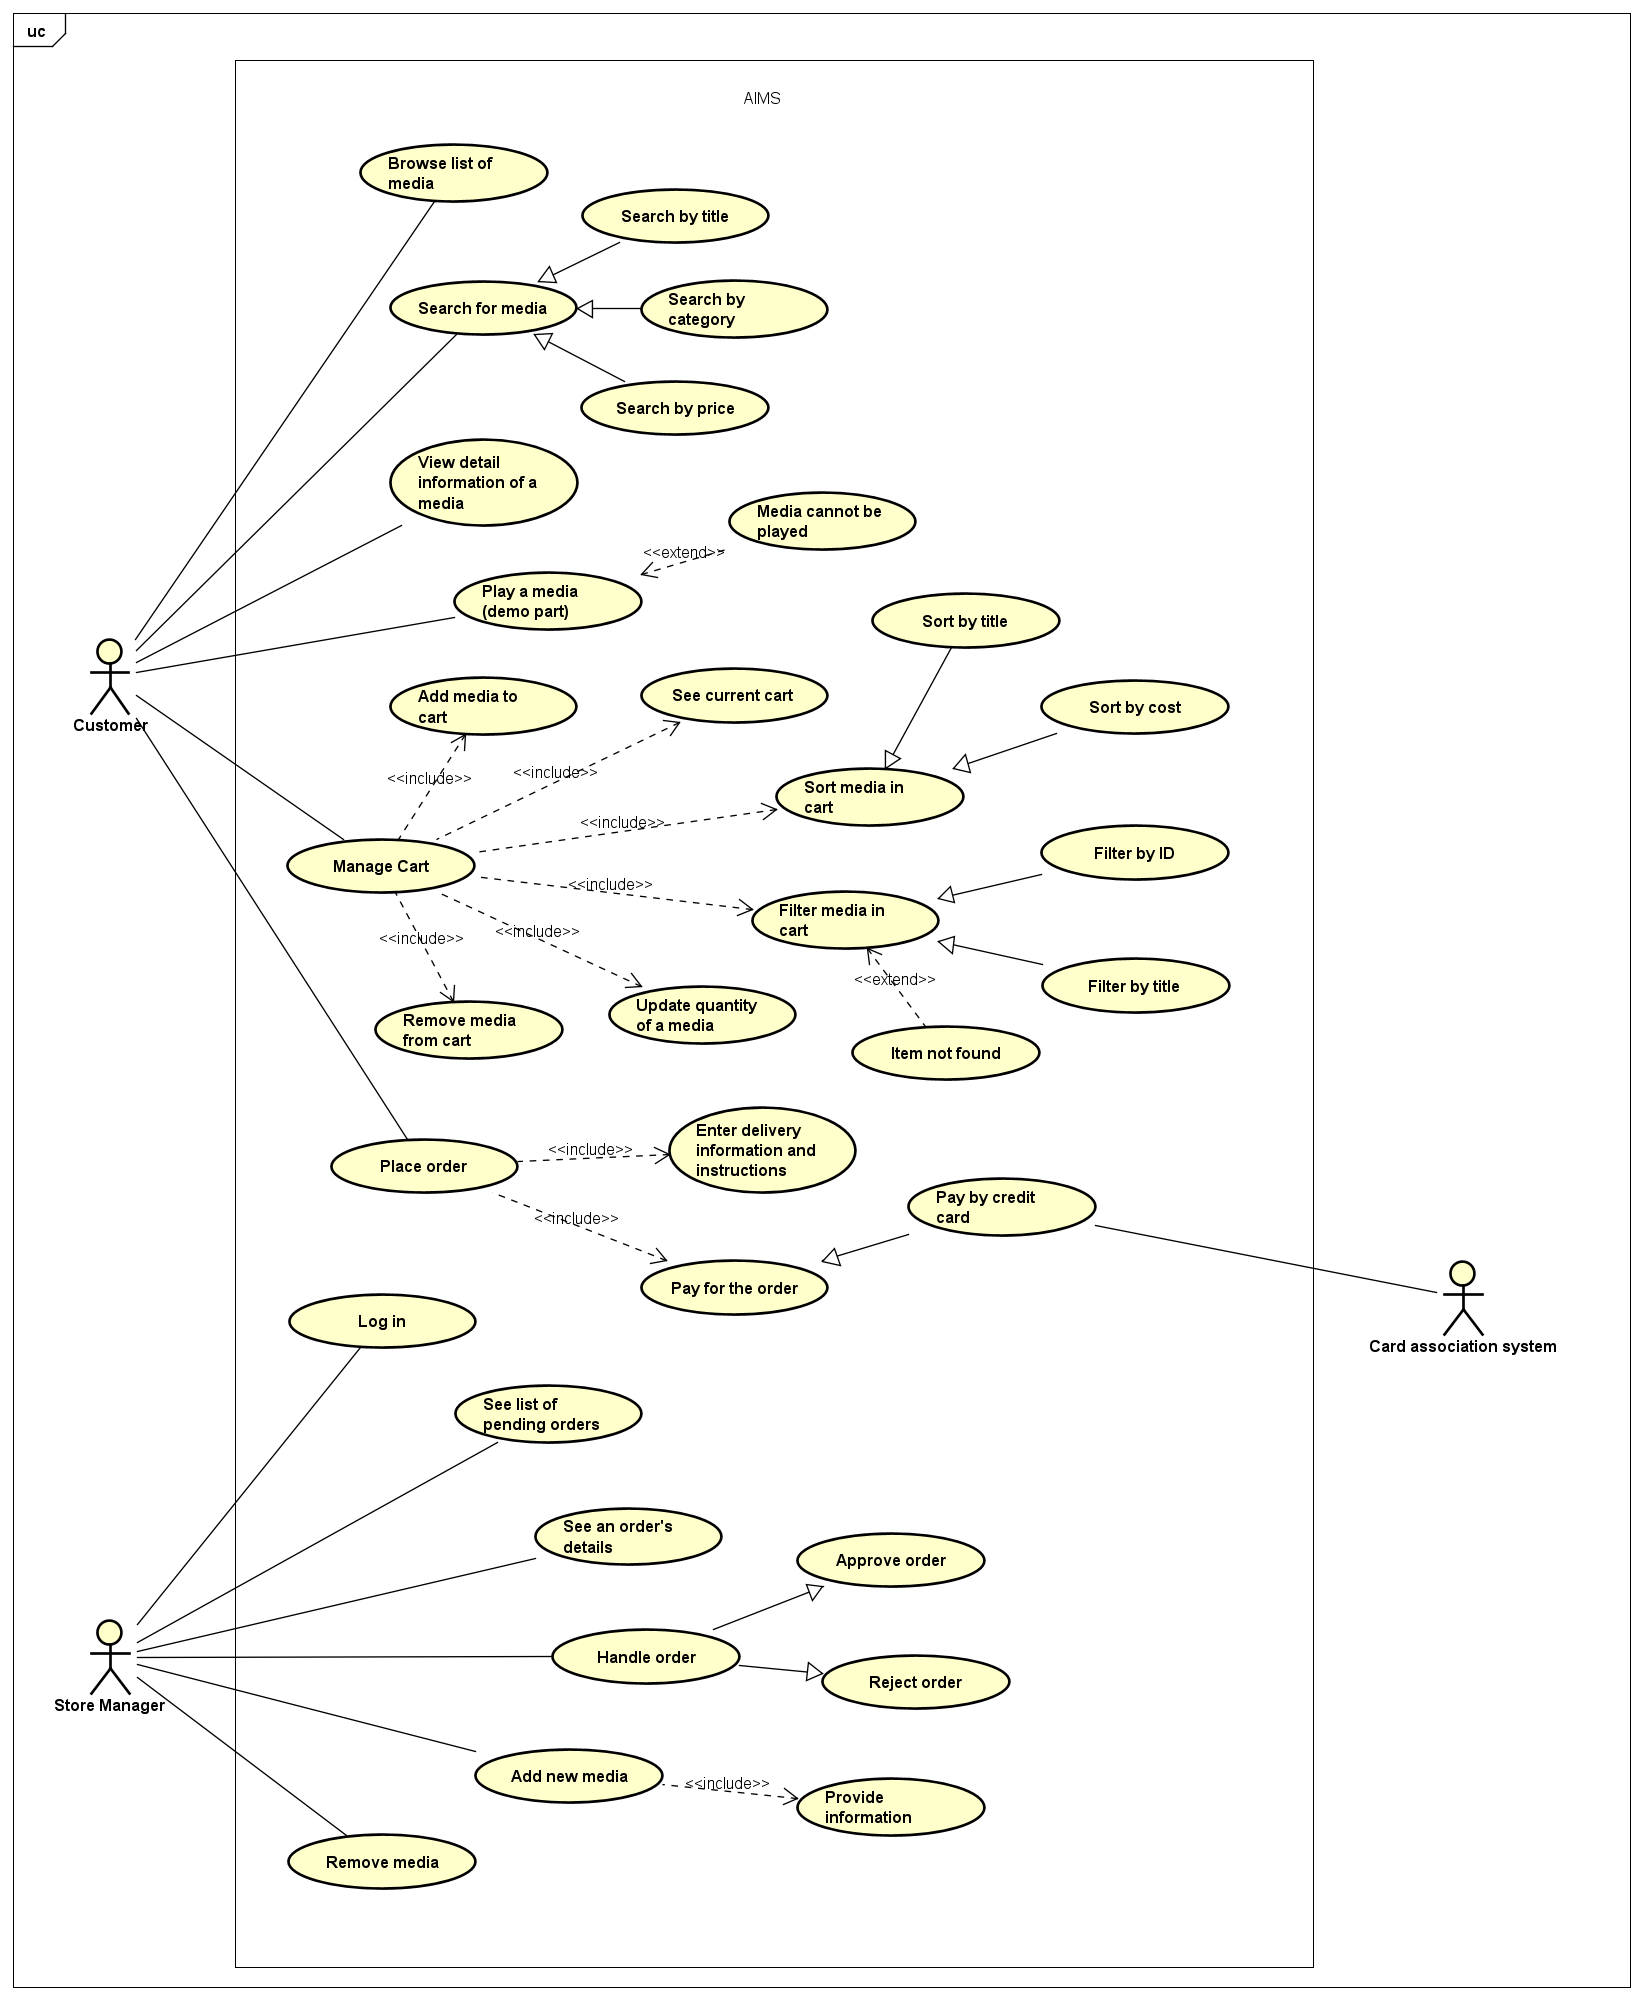 uc
AIMS
Browse list of
media
Search by title
Search for media
Search by
category
Search by price
View detail
information of a
media
Media cannot be
played
<<extend>>
Play a media
(demo part)
Sort by title
Customer
Add media to
cart
See current cart
Sort by cost
<<include>>
<<include>>
Sort media in
cart
<<include>>
Manage Cart
Filter by ID
<<include>>
Filter media in
cart
<<include>>
<<include>>
<<extend>>
Filter by title
Remove media
from cart
Update quantity
of a media
Item not found
Enter delivery
information and
instructions
<<include>>
Place order
Pay by credit
card
<<include>>
Pay for the order
Card association system
Log in
See list of
pending orders
See an order's
details
Approve order
Handle order
Reject order
Store Manager
Add new media
<<include>>
Provide
information
Remove media